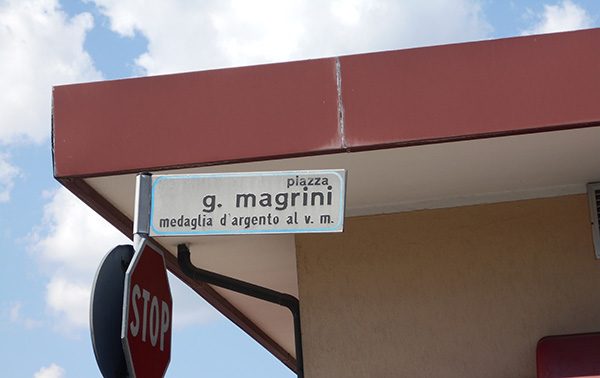 piazza
g. magrini
medaglia d'argento al v. m.
STOP